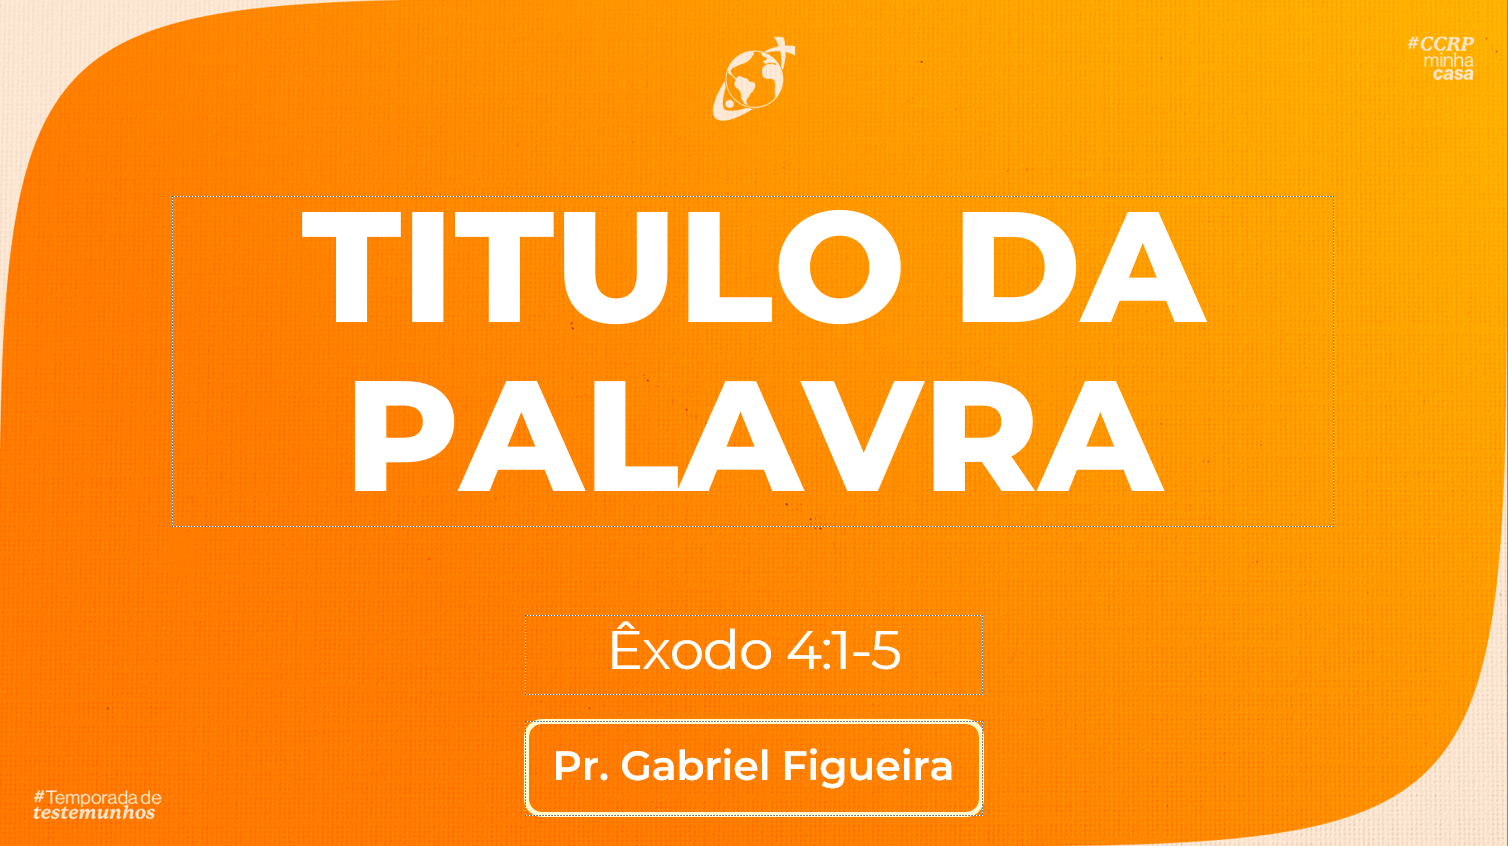 #CCRP
minha
casa
TITULO DA
PALAVRA
Êxodo 4:1-5
Pr. Gabriel Figueira
#Temporada de
testemunhos